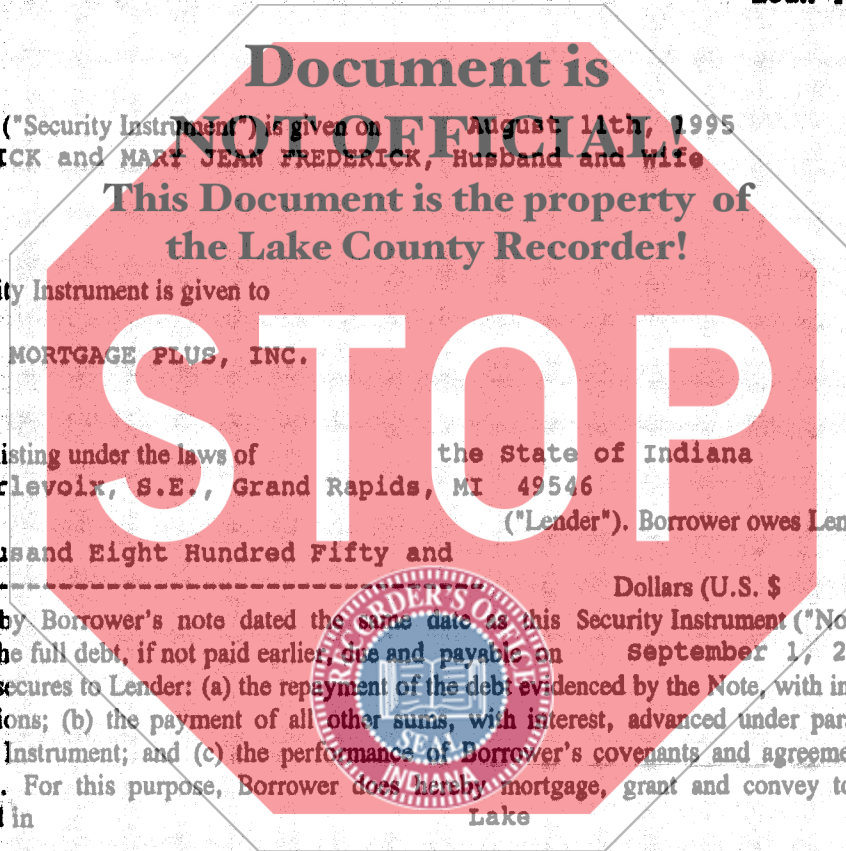 Document is
("Security Instrument") is given on August 11th, 1995
NOT OFFICIAL!
ICK and MARY JEAN FREDERICK, Husband and Wife
This Document is the property of
the Lake County Recorder!
ity Instrument is given to
STOP
MORTGAGE PLUS, INC.
isting under the laws of the State of Indiana
rlevoix, S.E., Grand Rapids, MI 49546
("Lender"). Borrower owes Len
usand Eight Hundred Fifty and
Dollars (U.S. $
by Borrower's note dated the same date as this Security Instrument ("No
he full debt, if not paid earlier, due and payable on September 1, 2
secures to Lender: (a) the repayment of the debt evidenced by the Note, with in
ons; (b) the payment of all other sums, with interest, advanced under par
Instrument; and (c) the performance of Borrower's covenants and agreeme
. For this purpose, Borrower does hereby mortgage, grant and convey to
in Lake
RECORDER'S OFFICE
SEAL
INDIANA